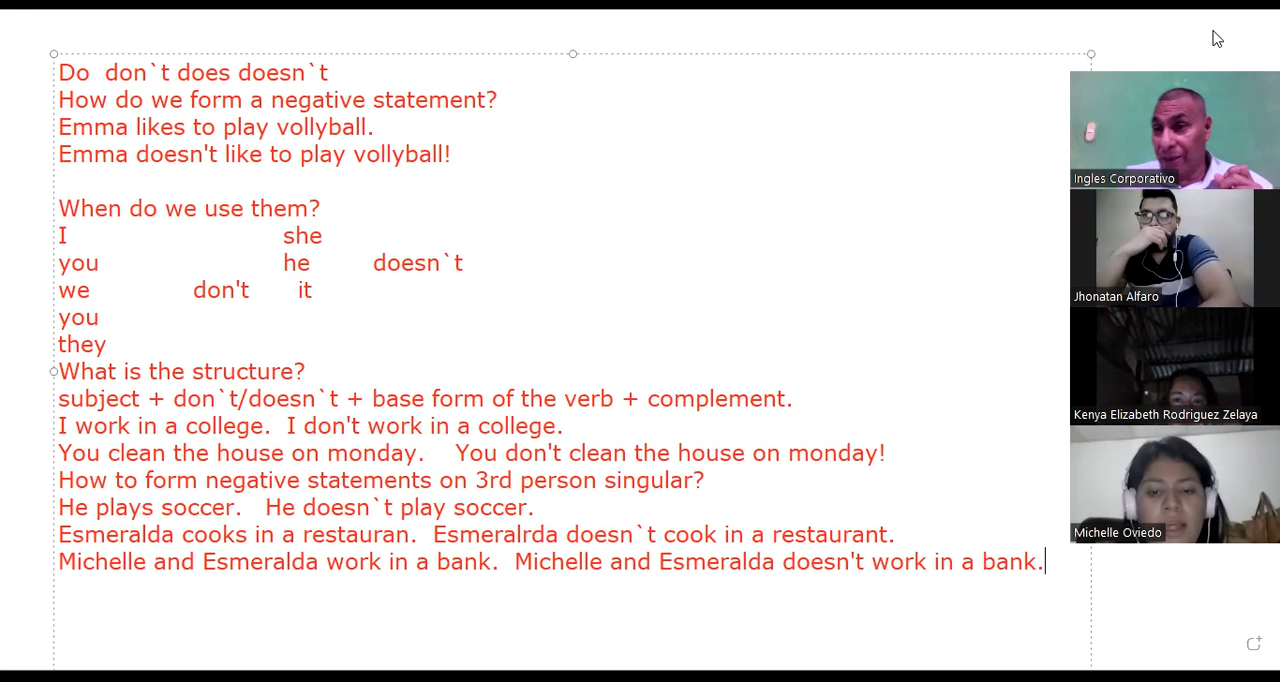 Do  don`t does doesn`t
How do we form a negative statement?
Emma likes to play vollyball.
Emma doesn't like to play vollyball!
When do we use them?
I she
you he doesn`t
we don't it
you
they
What is the structure?
subject + don`t/doesn`t + base form of the verb + complement.
I work in a college.  I don't work in a college.
You clean the house on monday.    You don't clean the house on monday!
How to form negative statements on 3rd person singular?
He plays soccer.   He doesn`t play soccer.
Esmeralda cooks in a restauran.  Esmeralrda doesn`t cook in a restaurant.
Michelle and Esmeralda work in a bank.  Michelle and Esmeralda doesn't work in a bank.
Ingles Corporativo
Jhonatan Alfaro
Kenya Elizabeth Rodriguez Zelaya
Michelle Oviedo